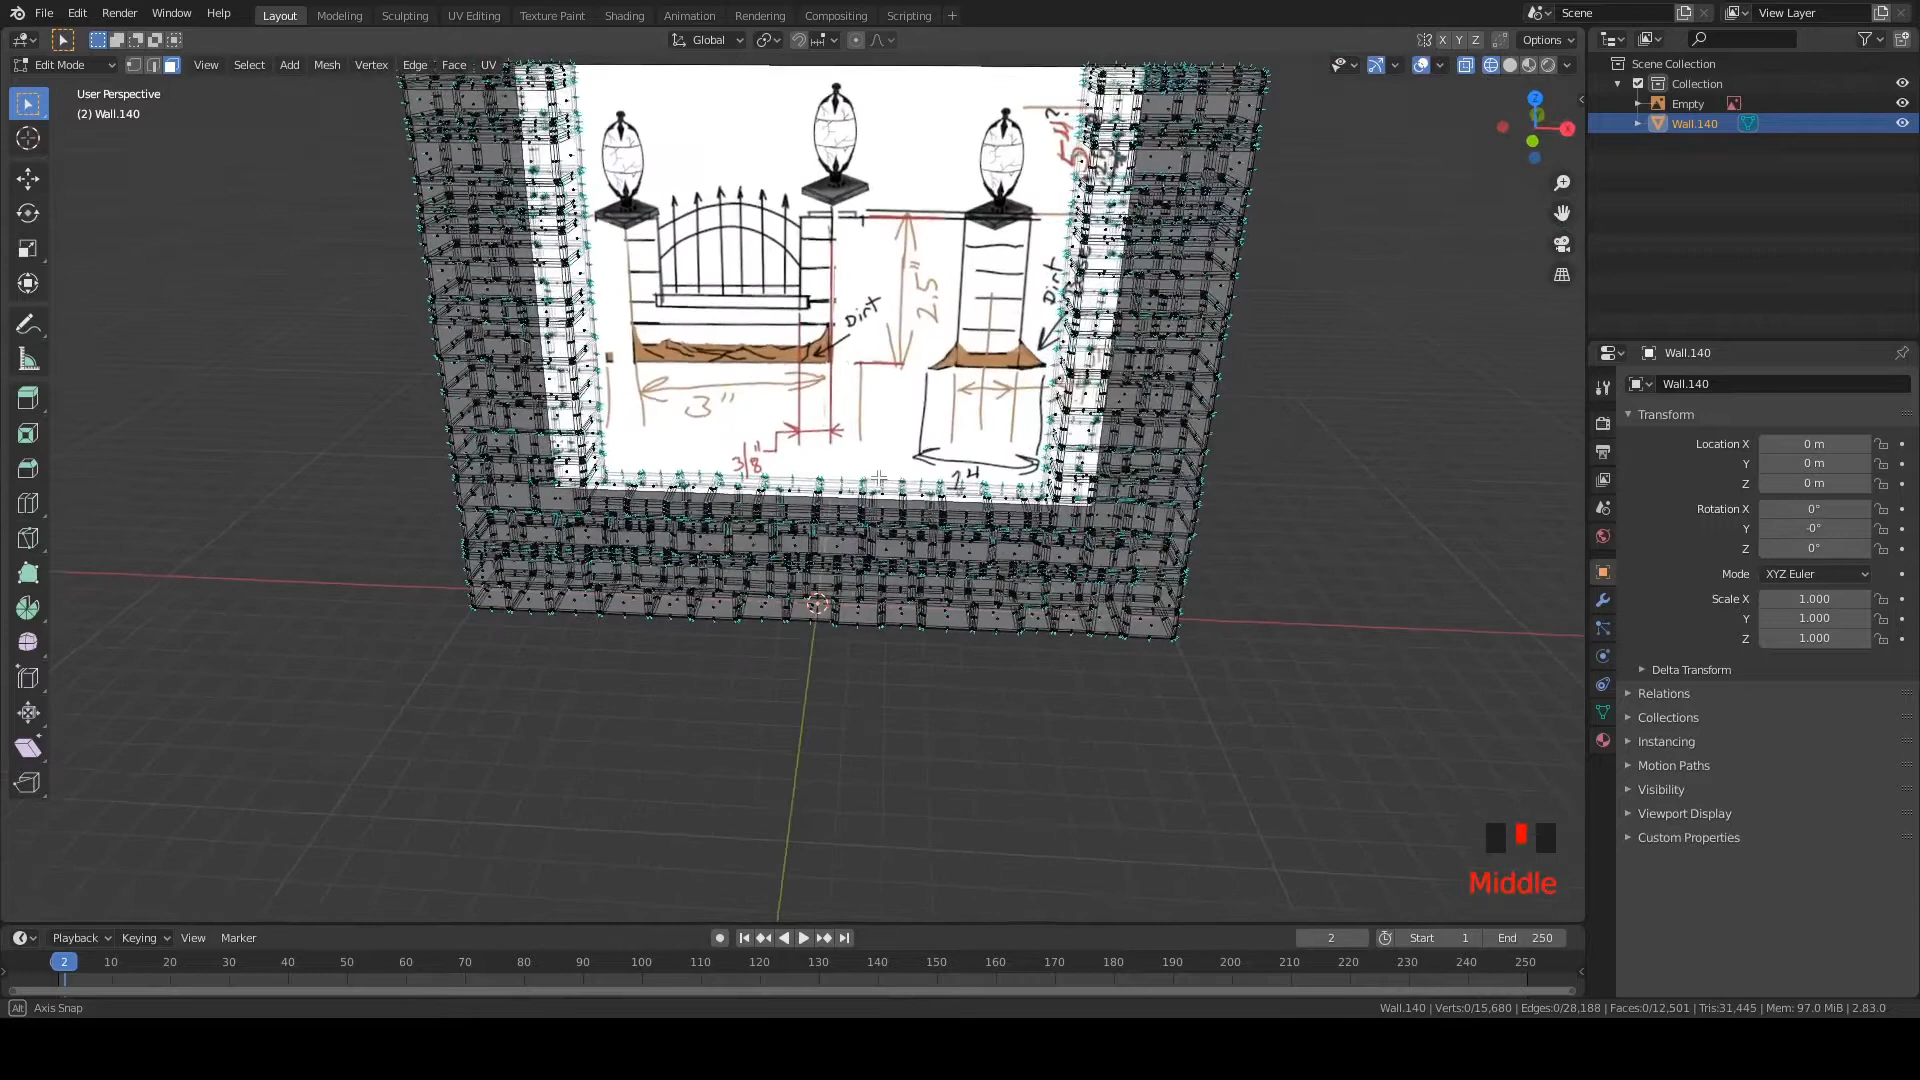 File Edit Render Window Help Layout Modeling Sculpting UV Editing Texture Paint Shading Animation Rendering Compositing Scripting + Scene View Layer
Global X Y Z Options
Edit Mode View Select Add Mesh Vertex Edge Face UV
User Perspective
(2) Wall.140
Scene Collection
Collection
Empty
Wall.140
Z
X
5.4?
2.5"
Dirt
Dirt
3"
3/8"
Wall.140
Wall.140
Transform
Location X 0 m
Y 0 m
Z 0 m
Rotation X 0°
Y -0°
Z 0°
Mode XYZ Euler
Scale X 1.000
Y 1.000
Z 1.000
Delta Transform
Relations
Collections
Instancing
Motion Paths
Visibility
Viewport Display
Custom Properties
Middle
Playback Keying View Marker 2 Start 1 End 250
2 10 20 30 40 50 60 70 80 90 100 110 120 130 140 150 160 170 180 190 200 210 220 230 240 250
Alt Axis Snap Wall.140 | Verts:0/15,680 | Edges:0/28,188 | Faces:0/12,501 | Tris:31,445 | Mem: 97.0 MiB | 2.83.0